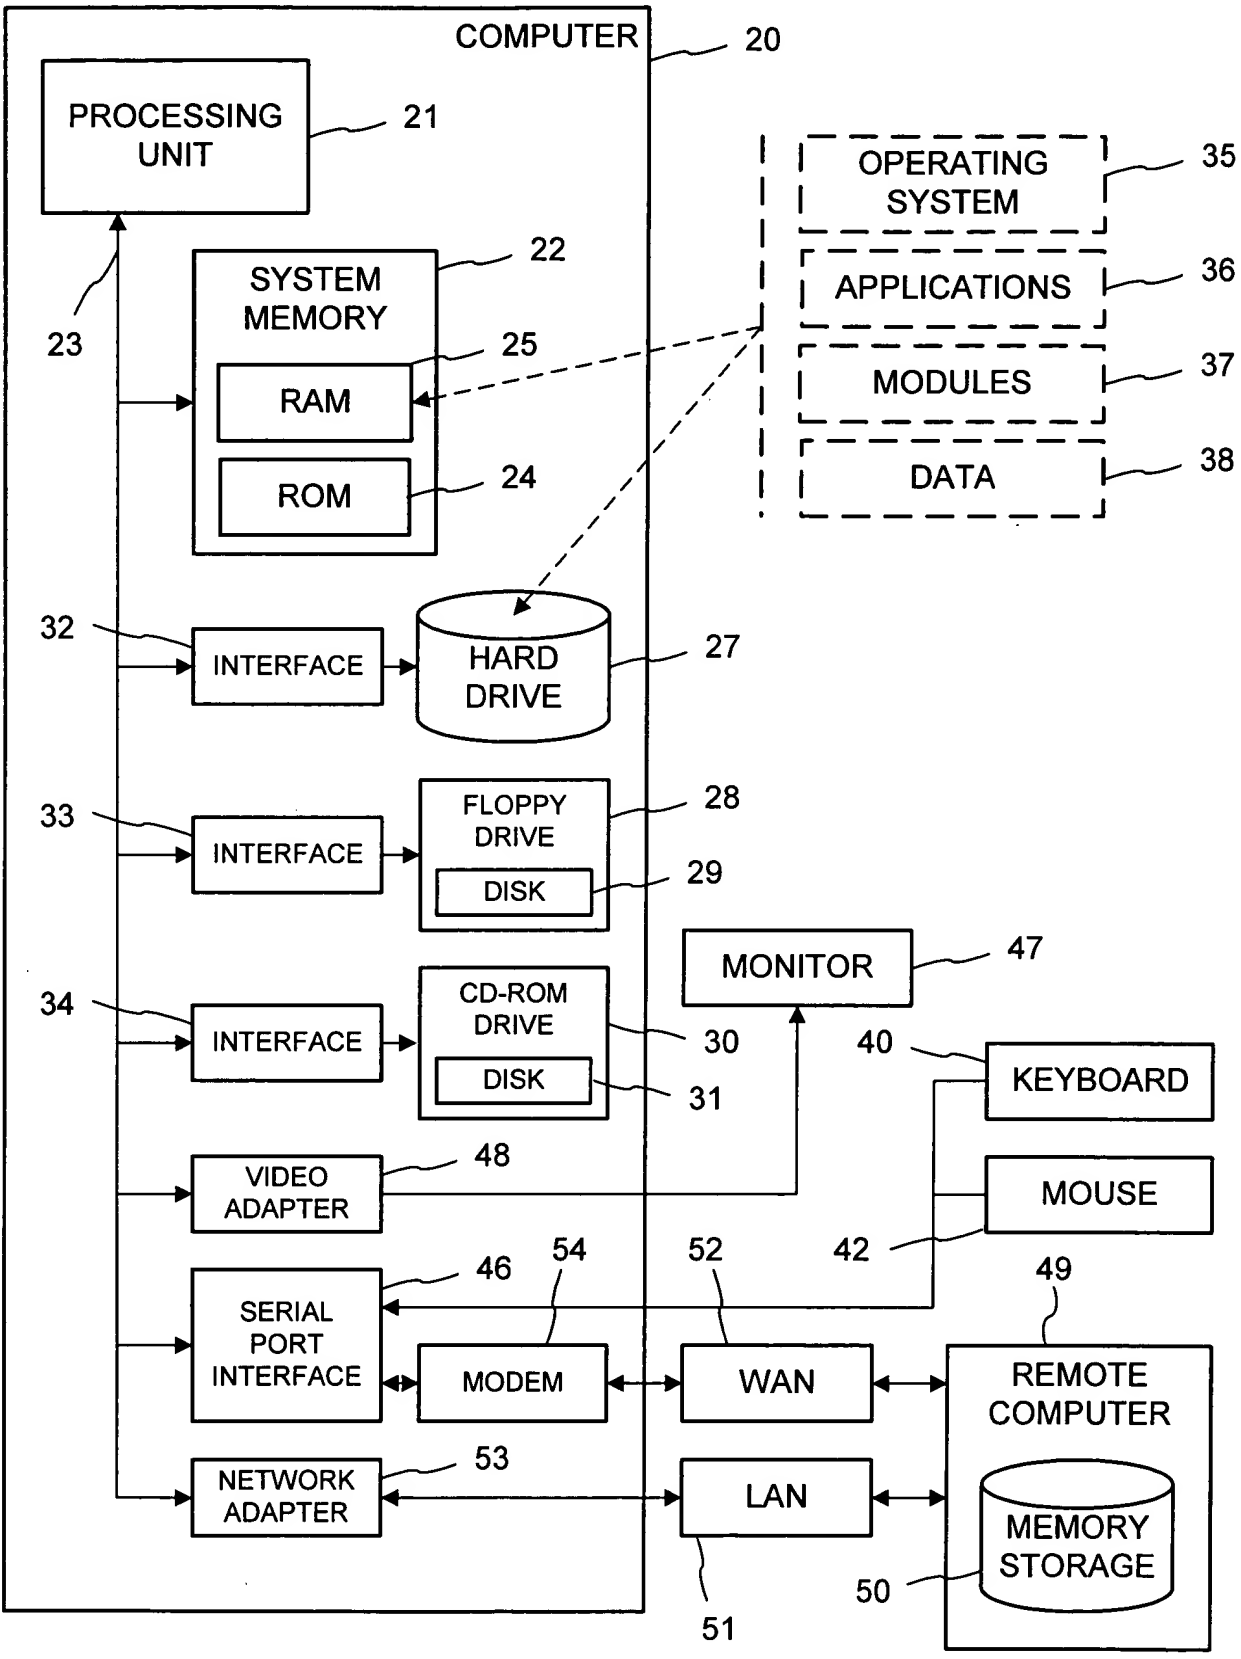 COMPUTER
20
PROCESSING
UNIT
21
OPERATING
SYSTEM
35
23
SYSTEM
MEMORY
22
APPLICATIONS
36
RAM
25
MODULES
37
ROM
24
DATA
38
32
INTERFACE
HARD
DRIVE
27
33
INTERFACE
FLOPPY
DRIVE
28
DISK
29
MONITOR
47
34
INTERFACE
CD-ROM
DRIVE
30
DISK
31
40
KEYBOARD
VIDEO
ADAPTER
48
MOUSE
42
46
SERIAL
PORT
INTERFACE
54
MODEM
52
WAN
49
REMOTE
COMPUTER
NETWORK
ADAPTER
53
LAN
51
MEMORY
STORAGE
50